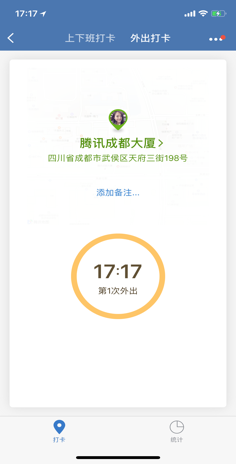 17:17
上下班打卡 外出打卡
腾讯成都大厦
四川省成都市武侯区天府三街198号
添加备注...
17:17
第1次外出
打卡 统计